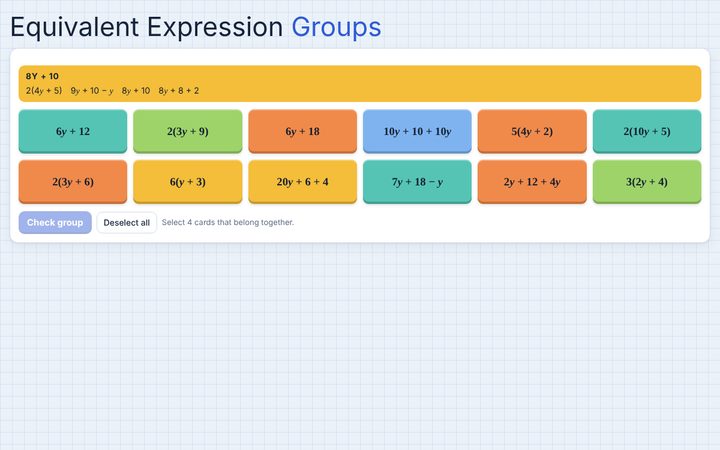 Equivalent Expression Groups
8Y + 10
2(4y + 5) 9y + 10 − y 8y + 10 8y + 8 + 2
6y + 12 2(3y + 9) 6y + 18 10y + 10 + 10y 5(4y + 2) 2(10y + 5)
2(3y + 6) 6(y + 3) 20y + 6 + 4 7y + 18 − y 2y + 12 + 4y 3(2y + 4)
Check group Deselect all Select 4 cards that belong together.